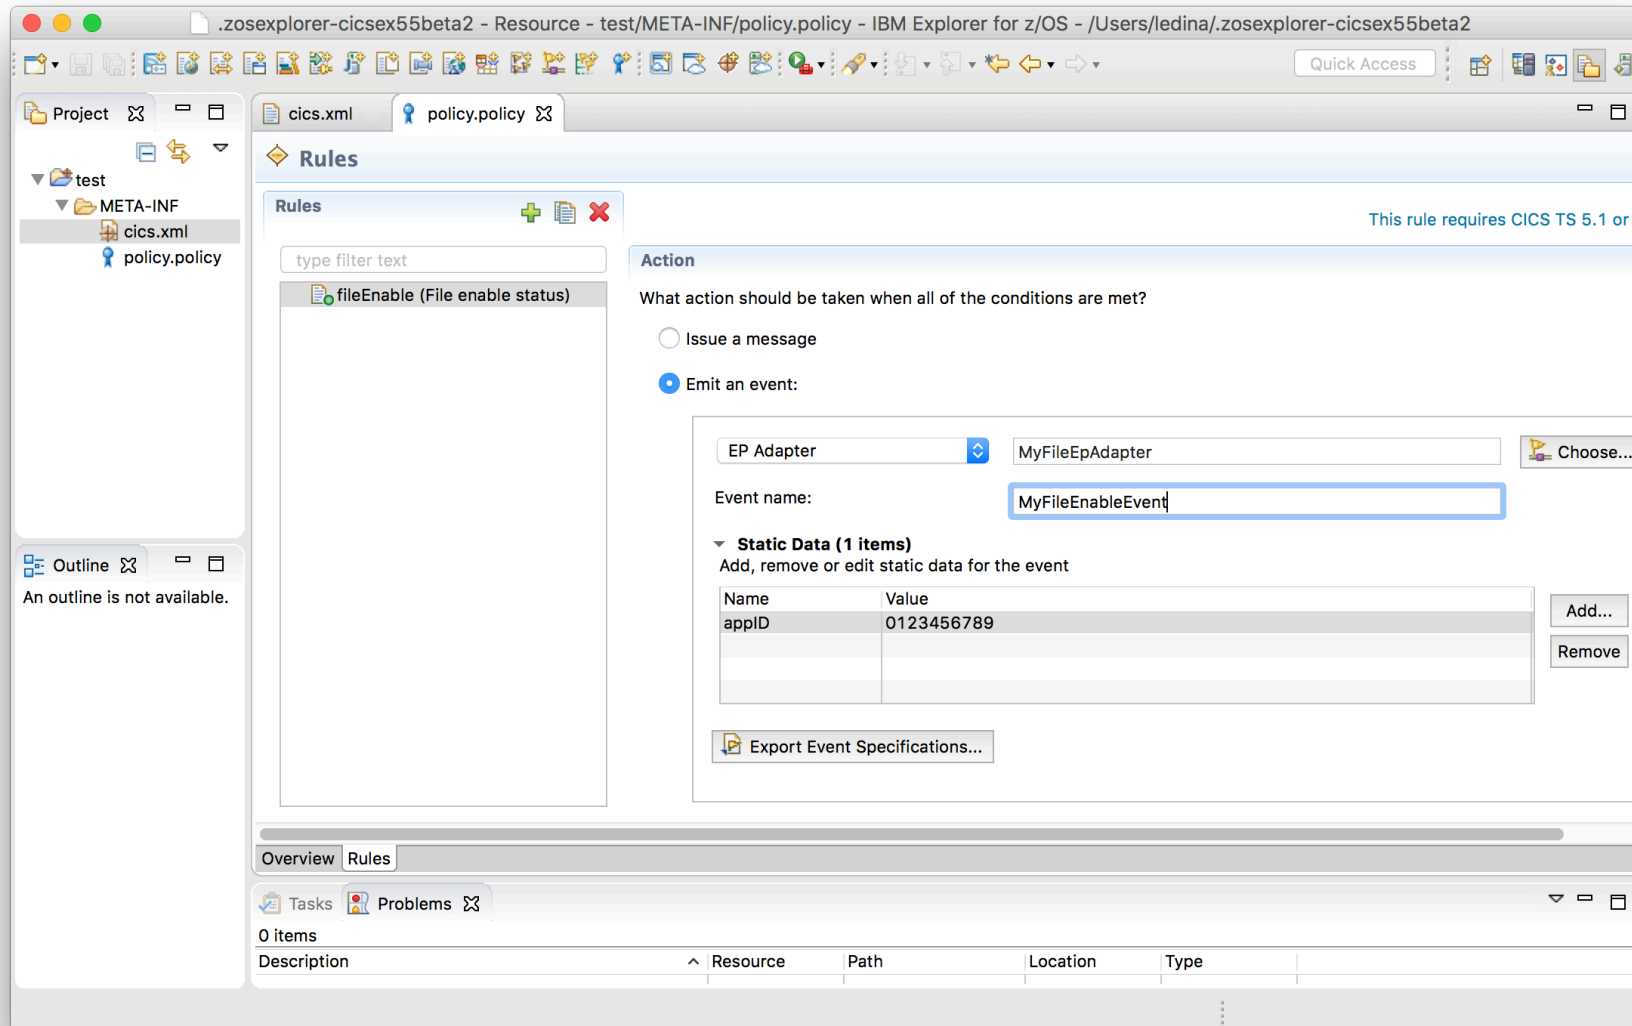 .zosexplorer-cicsex55beta2 - Resource - test/META-INF/policy.policy - IBM Explorer for z/OS - /Users/ledina/.zosexplorer-cicsex55beta2
Quick Access
Project
test
META-INF
cics.xml
policy.policy
Outline
An outline is not available.
cics.xml
policy.policy
Rules
Rules
type filter text
fileEnable (File enable status)
This rule requires CICS TS 5.1 or
Action
What action should be taken when all of the conditions are met?
Issue a message
Emit an event:
EP Adapter
MyFileEpAdapter
Choose...
Event name:
MyFileEnableEvent
Static Data (1 items)
Add, remove or edit static data for the event
Name Value
appID 0123456789
Add...
Remove
Export Event Specifications...
Overview
Rules
Tasks
Problems
0 items
Description Resource Path Location Type